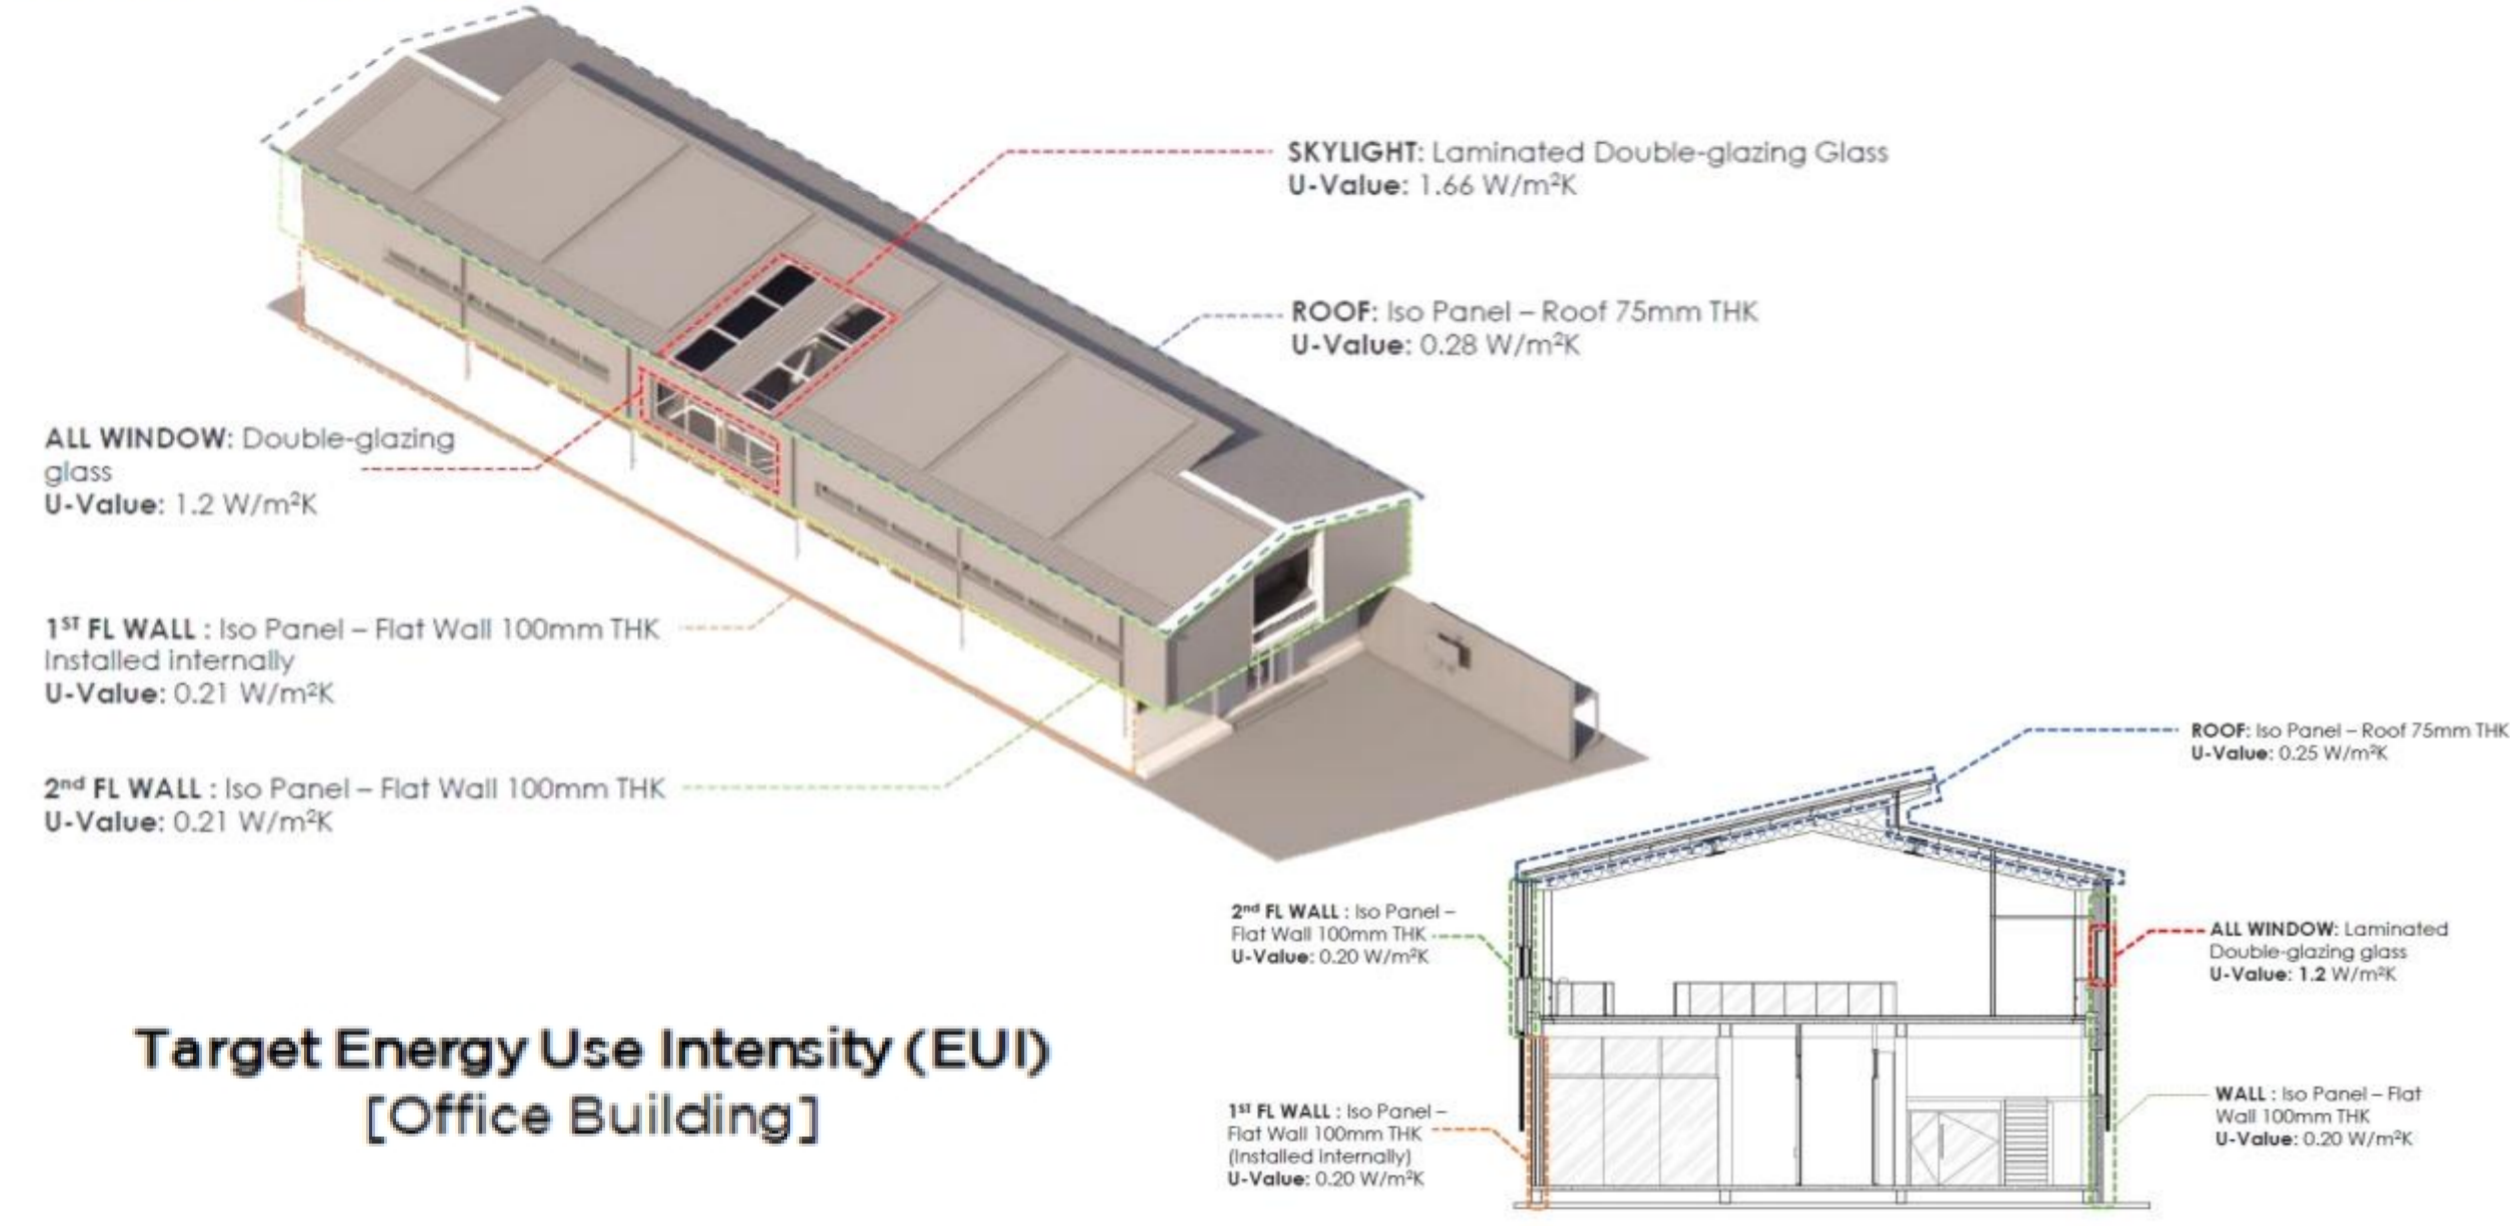 SKYLIGHT: Laminated Double-glazing Glass
U-Value: 1.66 W/m²K
ROOF: Iso Panel – Roof 75mm THK
U-Value: 0.28 W/m²K
ALL WINDOW: Double-glazing
glass
U-Value: 1.2 W/m²K
1ST FL WALL : Iso Panel – Flat Wall 100mm THK
Installed internally
U-Value: 0.21 W/m²K
2nd FL WALL : Iso Panel – Flat Wall 100mm THK
U-Value: 0.21 W/m²K
ROOF: Iso Panel – Roof 75mm THK
U-Value: 0.25 W/m²K
2nd FL WALL : Iso Panel –
Flat Wall 100mm THK
U-Value: 0.20 W/m²K
ALL WINDOW: Laminated
Double-glazing glass
U-Value: 1.2 W/m²K
1ST FL WALL : Iso Panel –
Flat Wall 100mm THK
(Installed internally)
U-Value: 0.20 W/m²K
WALL : Iso Panel – Flat
Wall 100mm THK
U-Value: 0.20 W/m²K
Target Energy Use Intensity (EUI)
[Office Building]